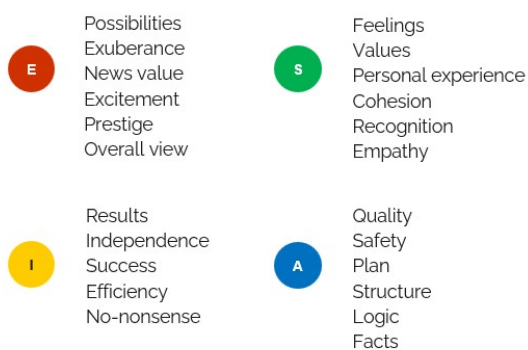 E
Possibilities
Exuberance
News value
Excitement
Prestige
Overall view
S
Feelings
Values
Personal experience
Cohesion
Recognition
Empathy
I
Results
Independence
Success
Efficiency
No-nonsense
A
Quality
Safety
Plan
Structure
Logic
Facts